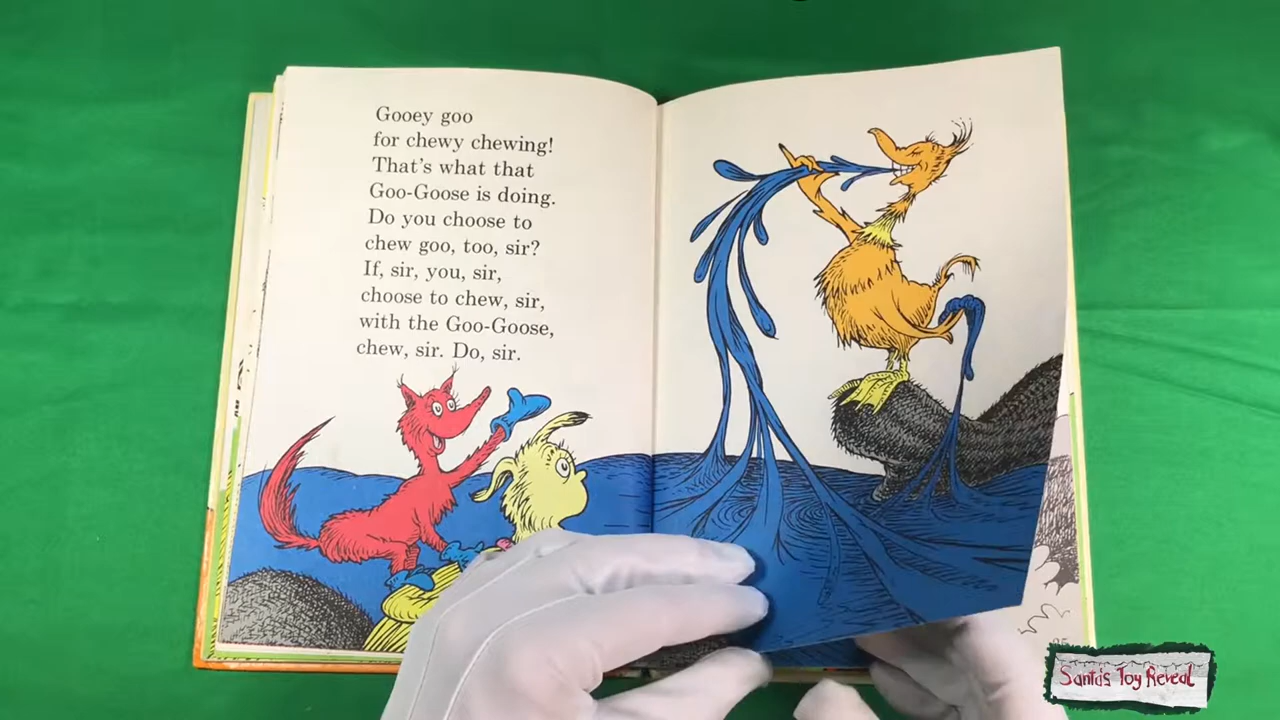 Gooey goo
for chewy chewing!
That's what that
Goo-Goose is doing.
Do you choose to
chew goo, too, sir?
If, sir, you, sir,
choose to chew, sir,
with the Goo-Goose,
chew, sir. Do, sir.
Santa's Toy Reveal